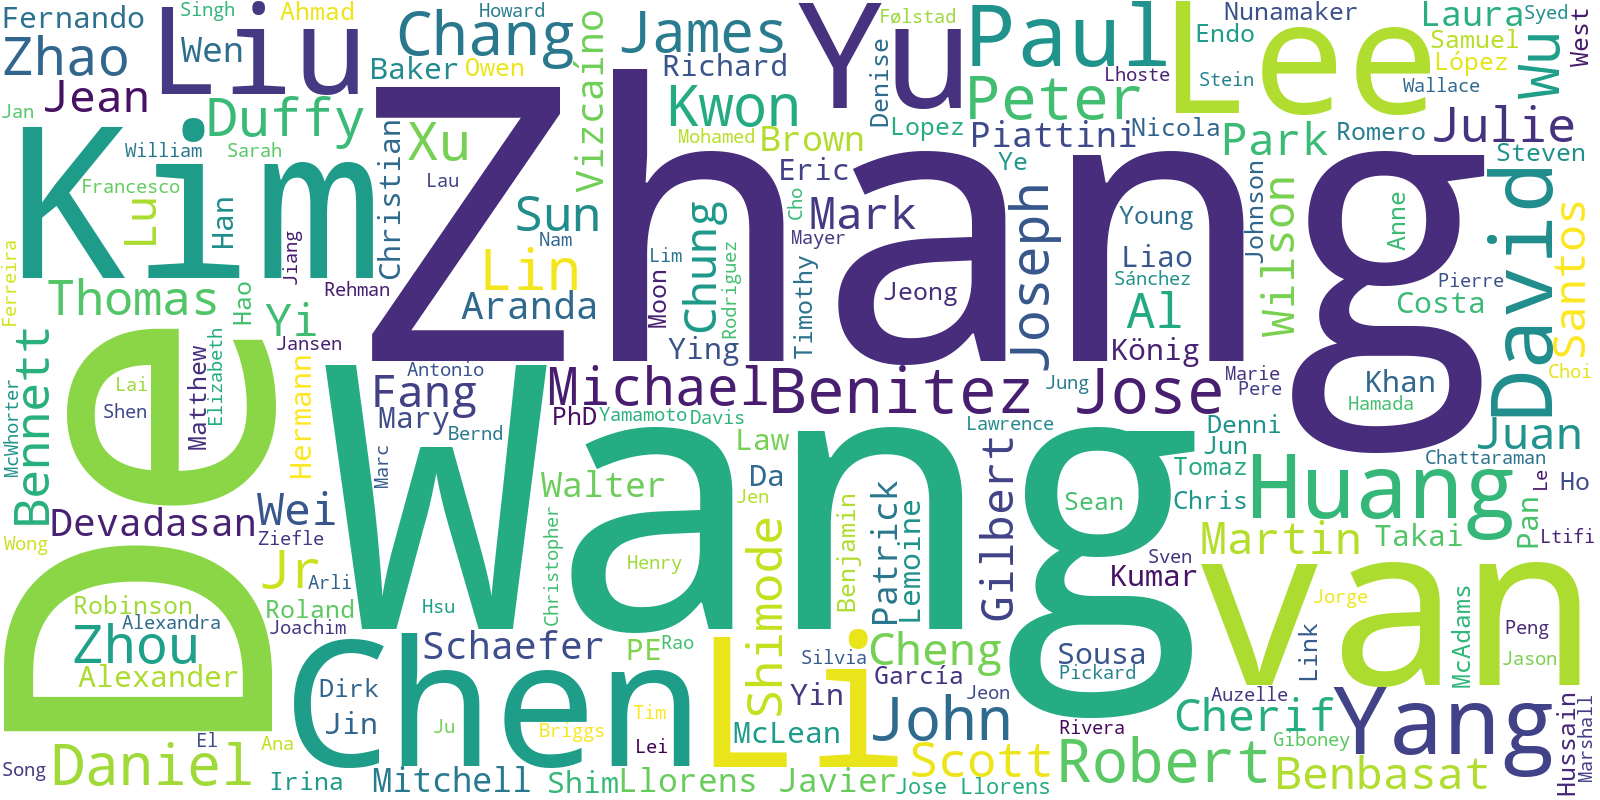 Fernando
Singh
Ahmad
Howard
Følstad
Nunamaker
Laura
Syed
Zhao
Wen
Liu
Chang
Baker
Owen
Vizcaíno
James
Richard
Yu
Denise
Paul
Lhoste
Lee
Endo
Stein
Samuel
López
Wallace
Wu
West
Jean
Jan
Duffy
Kwon
Peter
Kim
William
Sarah
Francesco
Christian
Xu
Lau
Mohamed
Brown
Lopez
Piattini
Nicola
Park
Romero
Julie
Steven
Lu
Han
Jiang
Rehman
Zhang
Sun
Nam
Lin
Aranda
Lim
Moon
Chung
Rodriguez
Cho
Eric
Mark
Mayer
Timothy
Ying
Jeong
Ye
Joseph
Young
Liao
Sánchez
Al
König
Johnson
Wilson
Anne
Pierre
Costa
David
Santos
Choi
Ferreira
Thomas
Hao
Yi
Jansen
Bennett
McWhorter
De
Lai
Shen
Matthew
Elizabeth
Hermann
Antonio
Fang
Mary
Bernd
Marc
Michael
PhD
Yamamoto
Davis
Benitez
Jung
Jose
Lawrence
Marie
Pere
Khan
Hamada
Denni
Jun
Juan
Chattaraman
Law
Da
Jen
Wang
Walter
Tomaz
Chris
Huang
Le
Ho
Pan
Ltifi
Devadasan
Wong
Wei
Ziefle
Jr
Arli
Roland
Joachim
Hsu
Christopher
Henry
Shimode
Benjamin
Patrick
Lemoine
Gilbert
Sean
Sven
Kumar
Martin
Takai
van
Jorge
Robinson
Alexandra
Zhou
Alexander
Schaefer
PE
Rao
Chen
Dirk
Jin
Ju
Briggs
Tim
Lei
Li
Silvia
Yin
McLean
Cheng
García
Jeon
John
Sousa
Pickard
Rivera
Link
Auzelle
Cherif
Giboney
McAdams
Peng
Jason
Yang
Hussain
Marshall
El
Ana
Song
Daniel
Irina
Mitchell
Shim
Llorens
Javier
Scott
Jose Llorens
Robert
Benbasat